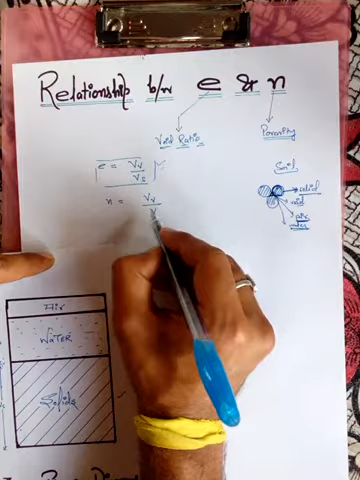 Relationship b/w e & n
Void Ratio
Porosity
Soil
e = Vv/Vs
n = Vv/V
solid
void
air
water
Air
WATER
Solids